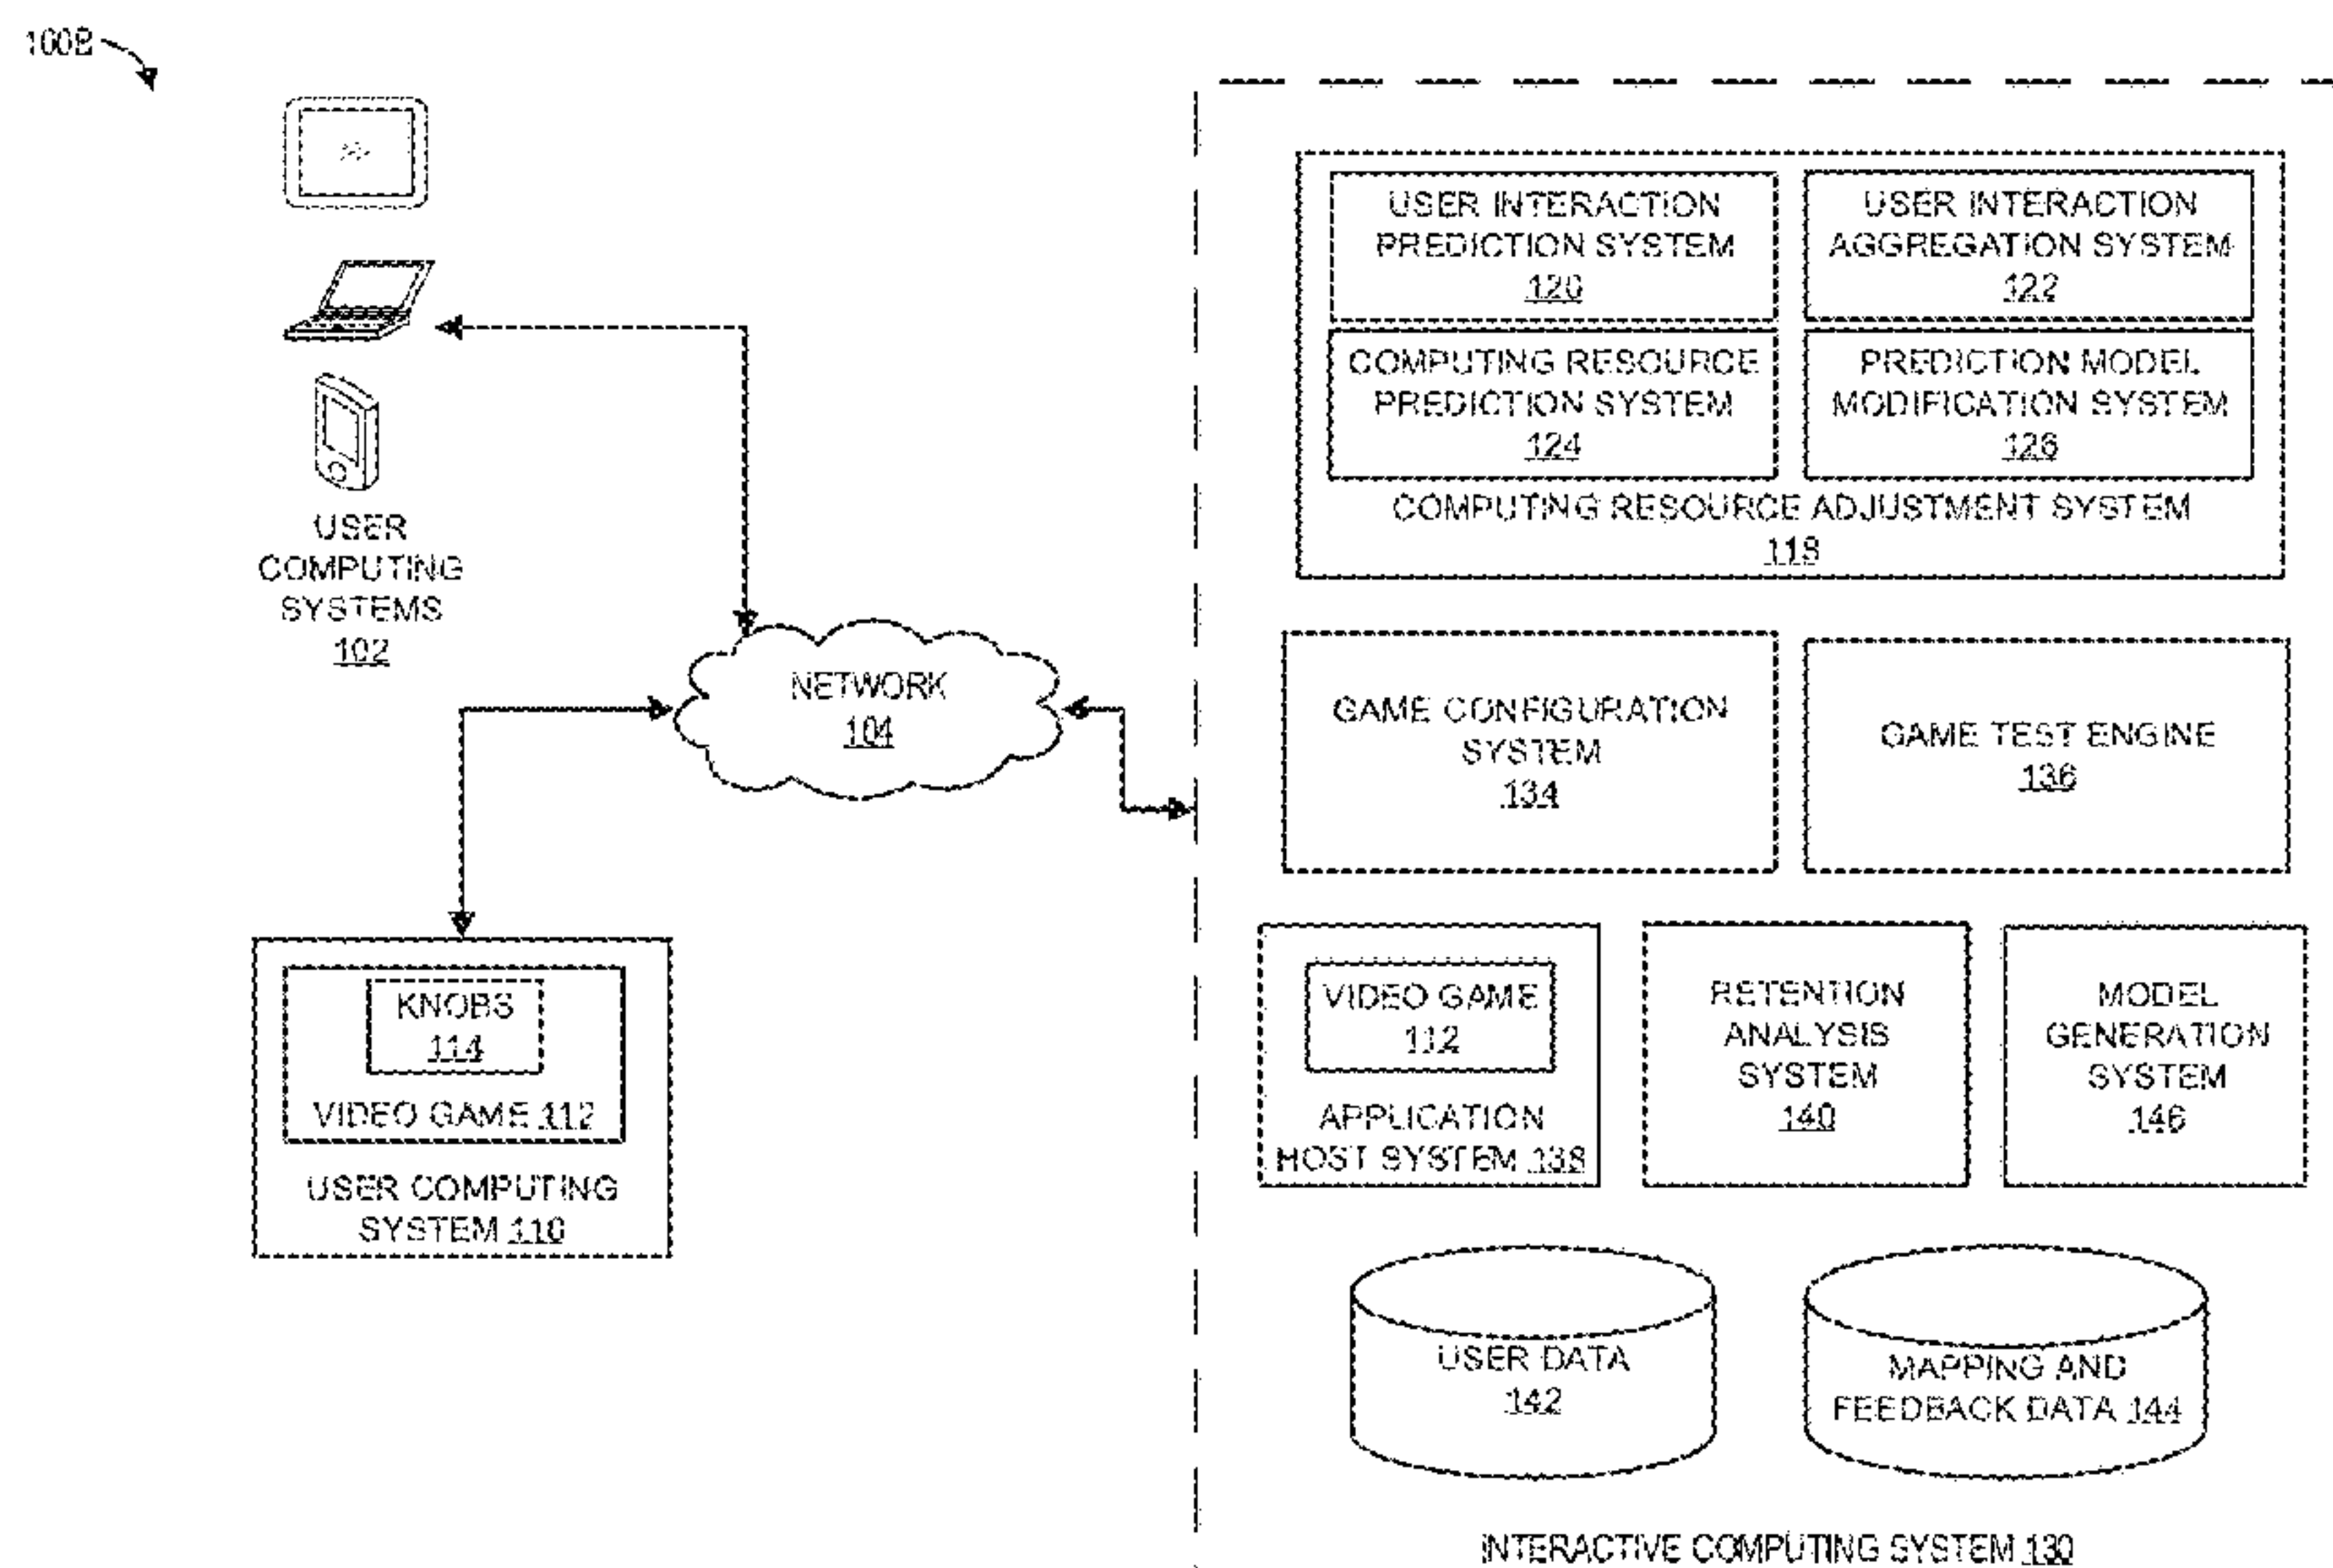 100B
USER
COMPUTING
SYSTEMS
102
NETWORK
104
KNOBS
114
VIDEO GAME 112
USER COMPUTING
SYSTEM 110
USER INTERACTION
PREDICTION SYSTEM
120
USER INTERACTION
AGGREGATION SYSTEM
122
COMPUTING RESOURCE
PREDICTION SYSTEM
124
PREDICTION MODEL
MODIFICATION SYSTEM
126
COMPUTING RESOURCE ADJUSTMENT SYSTEM
118
GAME CONFIGURATION
SYSTEM
134
GAME TEST ENGINE
136
VIDEO GAME
112
APPLICATION
HOST SYSTEM 138
RETENTION
ANALYSIS
SYSTEM
140
MODEL
GENERATION
SYSTEM
146
USER DATA
142
MAPPING AND
FEEDBACK DATA 144
INTERACTIVE COMPUTING SYSTEM 130